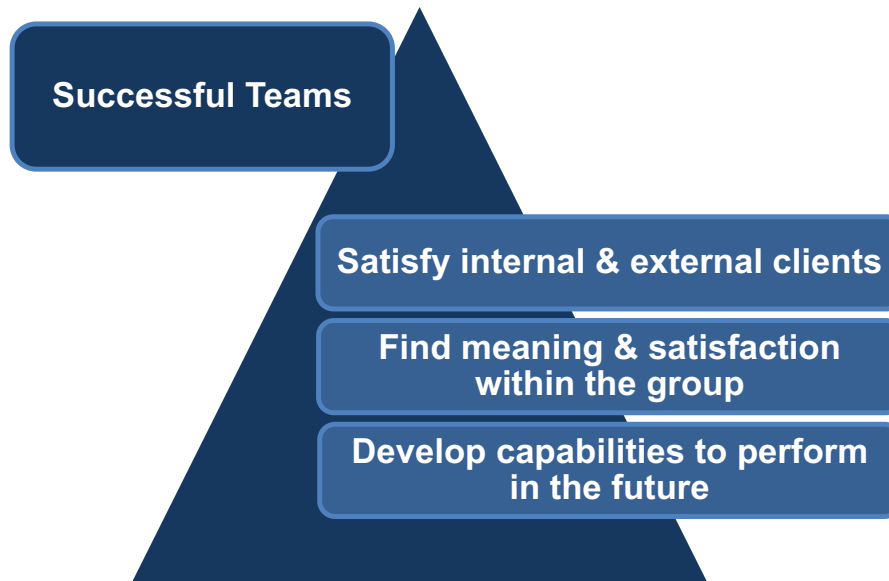 Successful Teams
Satisfy internal & external clients
Find meaning & satisfaction
within the group
Develop capabilities to perform
in the future